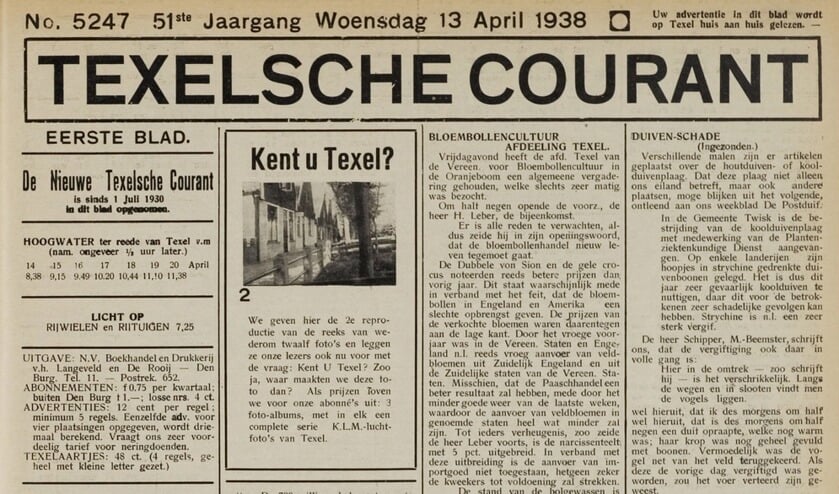 No. 5247 51ste Jaargang Woensdag 13 April 1938
Uw advertentie in dit blad wordt
op Texel huis aan huis gelezen. —
TEXELSCHE COURANT
EERSTE BLAD.
De Nieuwe Texelsche Courant
is sinds 1 Juli 1930
in dit blad opgenomen.
HOOGWATER ter reede van Texel v.m
(nam. ongeveer ½ uur later.)
14 15 16 17 18 19 20 April
8,38 9,15 9.49 10.20 10,44 11,10 11,38
LICHT OP
RIJWIELEN en RIJTUIGEN 7,25
UITGAVE: N.V. Boekhandel en Drukkerij
v.h. Langeveld en De Rooij — Den
Burg. Tel. 11. — Postrek. 652.
ABONNEMENTEN: f 0.75 per kwartaal;
buiten Den Burg f 1.—; losse nrs. 4 ct.
ADVERTENTIES: 12 cent per regel;
minimum 5 regels. Eenzelfde adv. voor
vier plaatsingen opgegeven, wordt drie-
maal berekend. Vraagt ons zeer voor-
deelig tarief voor neringdoenden.
TEXELAARTJES: 48 ct. (4 regels, ge-
heel met kleine letter gezet.)
Kent u Texel?
2
We geven hier de 2e repro-
ductie van de reeks van we-
derom twaalf foto's en leggen
ze onze lezers ook nu voor met
de vraag: Kent U Texel? Zoo
ja, waar maakten we deze fo-
to dan? Als prijzen loven
we voor onze abonné's uit: 3
foto-albums, met in elk een
complete serie K.L.M.-lucht-
foto's van Texel.
BLOEMBOLLENCULTUUR
AFDEELING TEXEL.
Vrijdagavond heeft de afd. Texel van
de Vereen. voor Bloembollencultuur in
de Oranjeboom een algemeene vergade-
ring gehouden, welke slechts zeer matig
was bezocht.
Om half negen opende de voorz., de
heer H. Leber, de bijeenkomst.
Er is alle reden te verwachten, al-
dus zeide hij in zijn openingswoord,
dat de bloembollenhandel nieuw le-
ven tegemoet gaat.
De Dubbele von Sion en de gele cro-
cus noteerden reeds betere prijzen dan
vorig jaar. Dit staat waarschijnlijk mede
in verband met het feit, dat de bloem-
bollen in Engeland en Amerika een
slechte opbrengst geven. De prijzen van
de verkochte bloemen waren daarentegen
aan de lage kant. Door het vroege voor-
jaar was in de Vereen. Staten en Enge-
land n.l. reeds vroeg aanvoer van veld-
bloemen uit Zuidelijk Engeland en uit
de Zuidelijke staten van de Vereen. Sta-
ten. Misschien, dat de Paaschhandel een
beter resultaat zal hebben, mede door het
minder goede weer van de laatste weken,
waardoor de aanvoer van veldbloemen in
genoemde staten heel wat minder zal
zijn. Tot ieders verheugenis, zoo zeide
de heer Leber voorts, is de narcissenteelt
met 5 pct. uitgebreid. In verband met
deze uitbreiding is de aanvoer van im-
portgoed niet toegestaan, hetgeen zeker
de kweekers tot voldoening zal strekken.
De stand van de bolgewassen is
DUIVEN-SCHADE
(Ingezonden.)
Verschillende malen zijn er artikelen
geplaatst over de houtduiven- of kool-
duivenplaag. Dat deze plaag niet alleen
ons eiland betreft, maar ook andere
plaatsen, moge blijken uit het volgende,
ontleend aan ons weekblad De Postduif:
In de Gemeente Twisk is de be-
strijding van de koolduivenplaag
met medewerking van de Planten-
ziektenkundige Dienst aangevan-
gen. Op enkele landerijen zijn
hoopjes in strychine gedrenkte dui-
venboonen gelegd. Het is dus dit
jaar zeer gevaarlijk koolduiven te
nuttigen, daar dit voor de betrok-
kenen zeer schadelijke gevolgen kan
hebben. Strychine is n.l. een zeer
sterk vergif.
De heer Schipper, M.-Beemster, schrijft
ons, dat de vergiftiging ook daar in
volle gang is:
Hier in de omtrek — zoo schrijft
hij — is het verschrikkelijk. Langs
de wegen en in slooten vindt men
de vogels liggen.
wel hieruit, dat ik des morgens om half
wel hieruit, dat is des morgens om half
negen een duif opraapte, welke nog warm
was; haar krop was nog geheel gevuld
met boonen. Vermoedelijk was de vo-
gel net van het veld teruggekeerd. Als
deze de vorige dag vergiftigd was ge-
worden, zou het voer verteerd zijn ge-
weest.